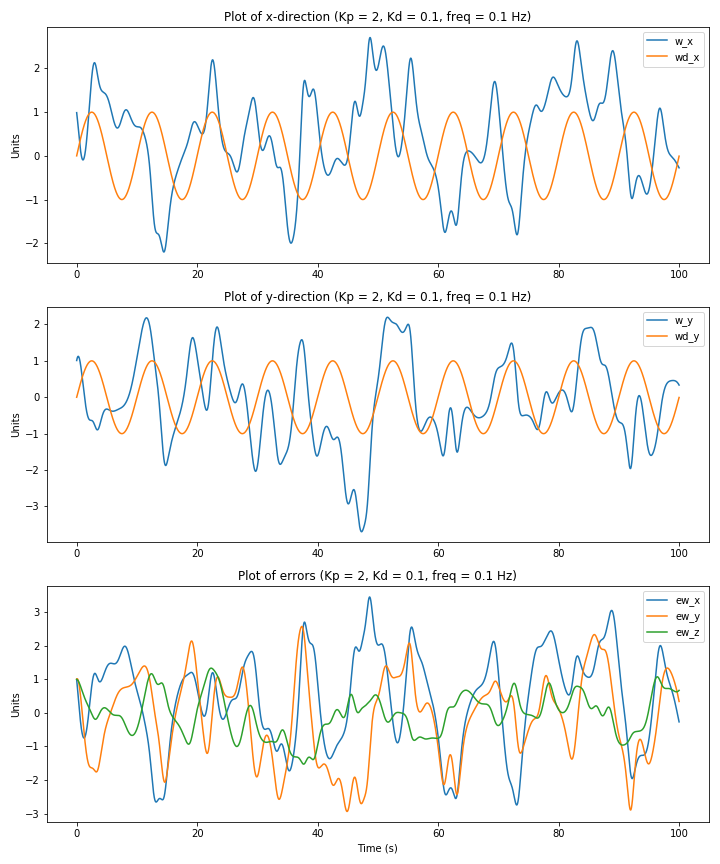 Plot of x-direction (Kp = 2, Kd = 0.1, freq = 0.1 Hz)
w_x
wd_x
2
1
0
−1
−2
Units
0 20 40 60 80 100
Plot of y-direction (Kp = 2, Kd = 0.1, freq = 0.1 Hz)
w_y
wd_y
2
1
0
−1
−2
−3
Units
0 20 40 60 80 100
Plot of errors (Kp = 2, Kd = 0.1, freq = 0.1 Hz)
ew_x
ew_y
ew_z
3
2
1
0
−1
−2
−3
Units
0 20 40 60 80 100
Time (s)